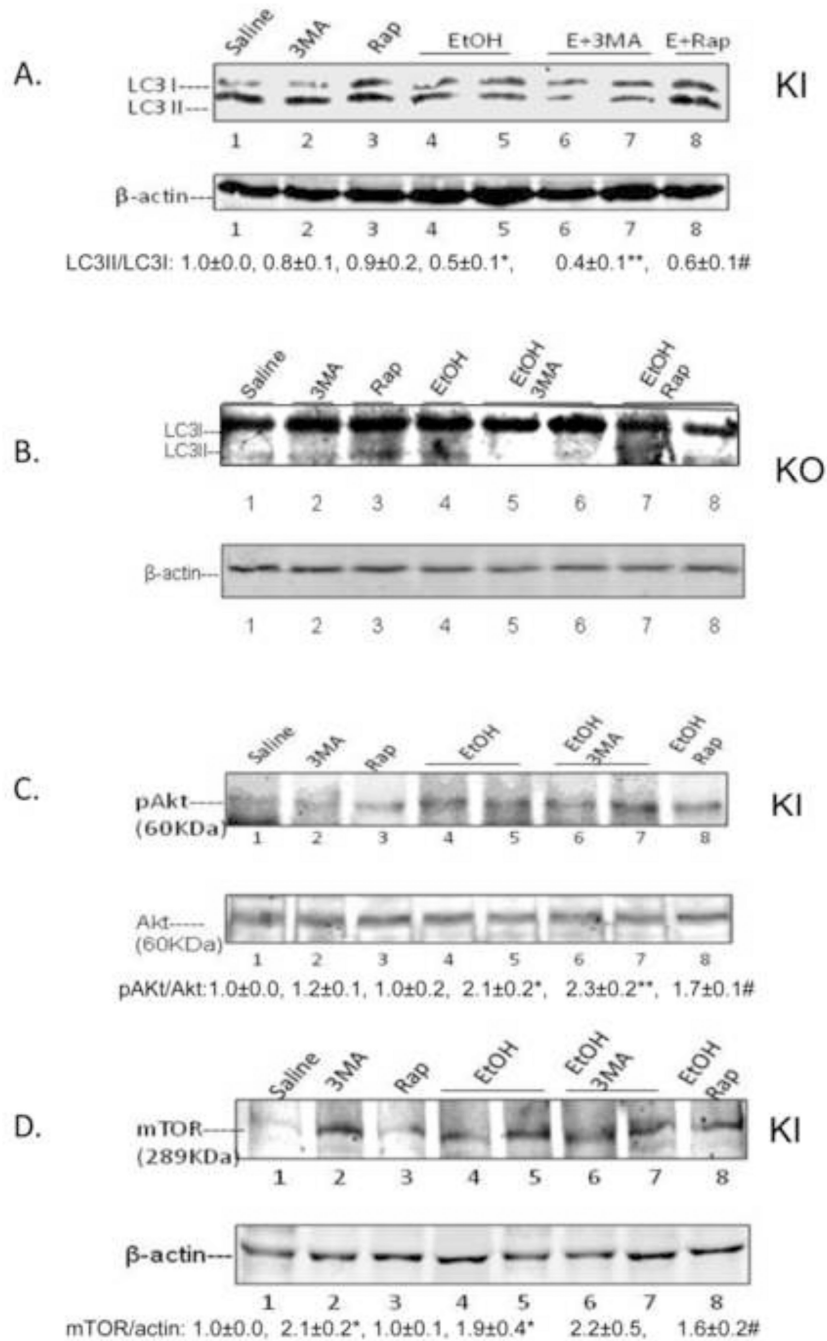 Saline 3MA Rap EtOH E+3MA E+Rap
A. KI
LC3 I----
LC3 II---
1 2 3 4 5 6 7 8
β-actin---
1 2 3 4 5 6 7 8
LC3II/LC3I: 1.0±0.0, 0.8±0.1, 0.9±0.2, 0.5±0.1*, 0.4±0.1**, 0.6±0.1#
Saline 3MA Rap EtOH EtOH 3MA EtOH Rap
B. KO
LC3I---
LC3II---
1 2 3 4 5 6 7 8
β-actin---
1 2 3 4 5 6 7 8
Saline 3MA Rap EtOH EtOH 3MA EtOH Rap
C. KI
pAkt----
(60KDa)
1 2 3 4 5 6 7 8
Akt-----
(60KDa)
1 2 3 4 5 6 7 8
pAKt/Akt:1.0±0.0, 1.2±0.1, 1.0±0.2, 2.1±0.2*, 2.3±0.2**, 1.7±0.1#
Saline 3MA Rap EtOH EtOH 3MA EtOH Rap
D. KI
mTOR----
(289KDa)
1 2 3 4 5 6 7 8
β-actin---
1 2 3 4 5 6 7 8
mTOR/actin: 1.0±0.0, 2.1±0.2*, 1.0±0.1, 1.9±0.4*, 2.2±0.5, 1.6±0.2#